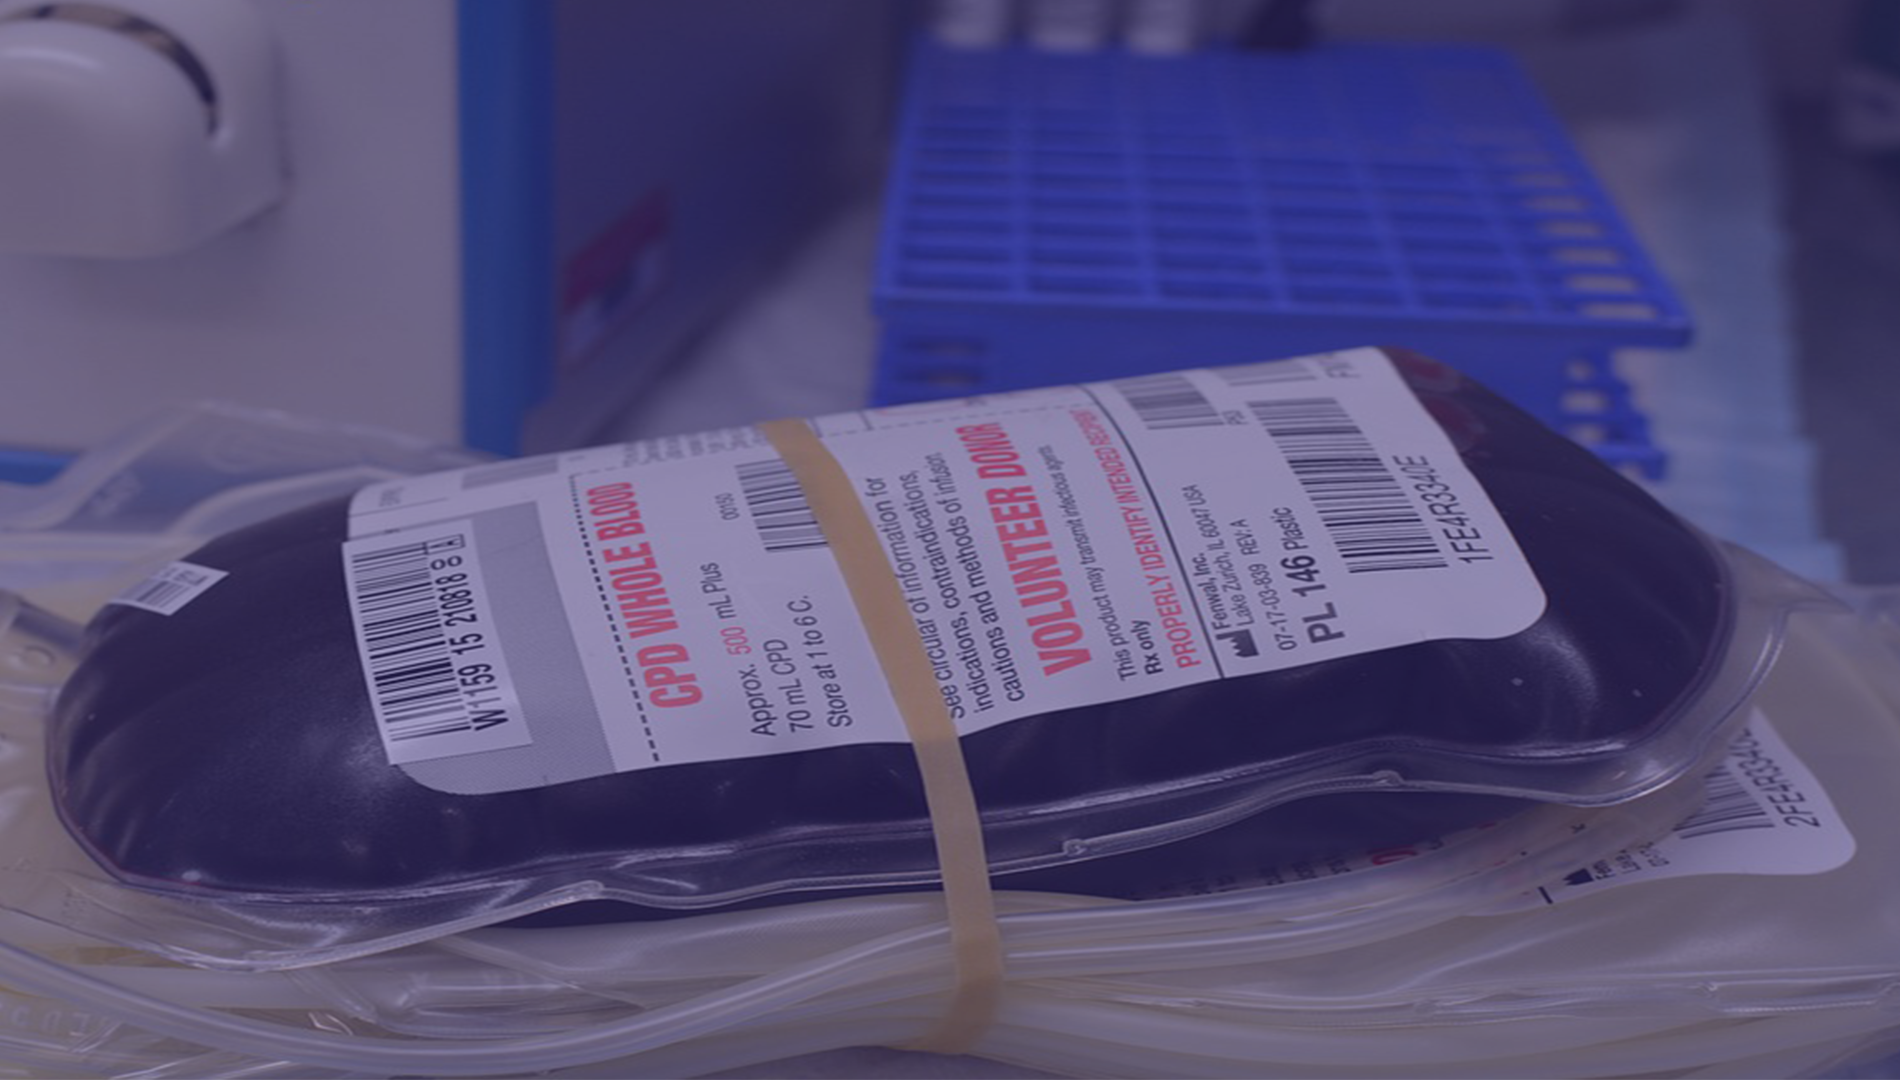 W1159 15 210818 8 A
CPD WHOLE BLOOD
00150
Approx. 500 mL Plus
70 mL CPD
Store at 1 to 6 C.
See circular of information for
indications, contraindications,
cautions and methods of infusion
VOLUNTEER DONOR
This product may transmit infectious agents.
Rx only
PROPERLY IDENTIFY INTENDED RECIPIENT
Fenwal, Inc.
Lake Zurich, IL 60047 USA
07-17-03-839 REV: A
PL 146 Plastic
1FE4R3340E